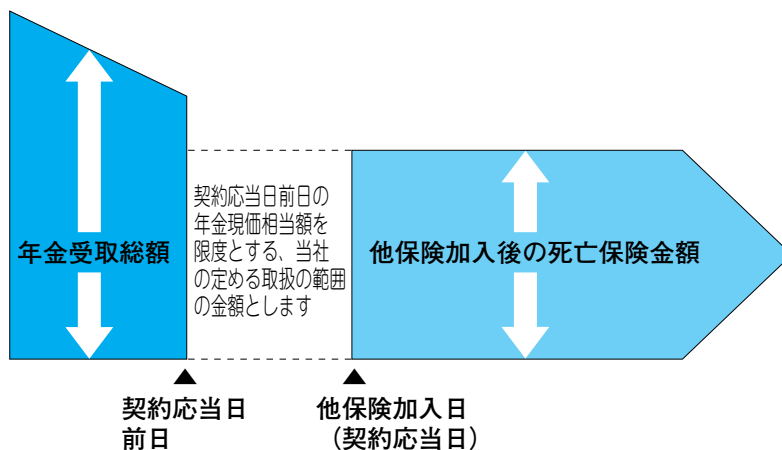 契約応当日前日の
年金現価相当額を
限度とする、当社
の定める取扱の範囲
の金額とします
年金受取総額
他保険加入後の死亡保険金額
契約応当日
前日
他保険加入日
（契約応当日）